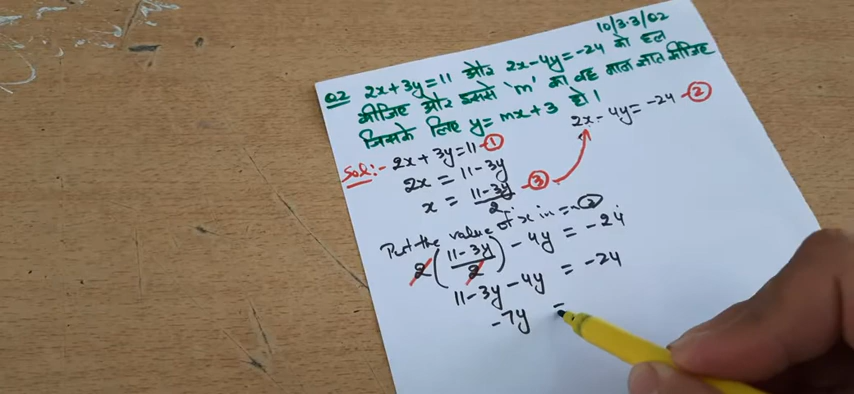 10/3.3/02
Q2 2x+3y=11 और 2x-4y=-24 को हल
कीजिए और इससे 'm' का वह मान ज्ञात कीजिए
जिसके लिए y=mx+3 हो।
Sol:- 2x+3y=11-①
2x-4y=-24-②
2x = 11-3y
x = 11-3y/2 -③
Put the value of x in =n ②
2(11-3y/2) - 4y = -24
11-3y-4y = -24
-7y =